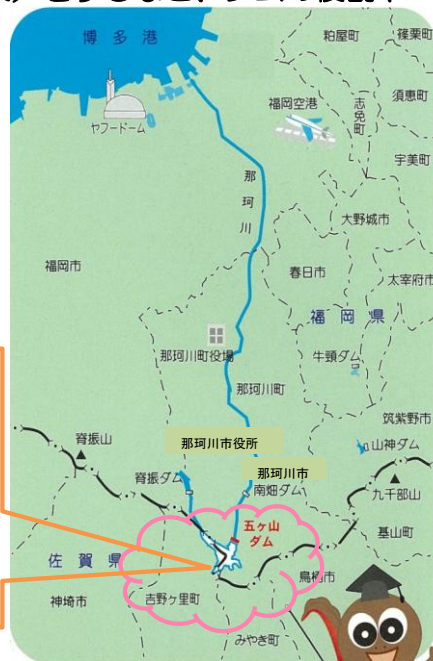 博多港
粕屋町
篠栗町
ヤフードーム
福岡空港
志免町
須恵町
宇美町
那珂川
大野城市
福岡市
春日市
太宰府市
福岡県
那珂川町役場
牛頸ダム
那珂川町
筑紫野市
脊振山
那珂川市役所
山神ダム
脊振ダム
那珂川市
南畑ダム
九千部山
五ヶ山
ダム
基山町
佐賀県
鳥栖市
神埼市
吉野ヶ里町
みやき町